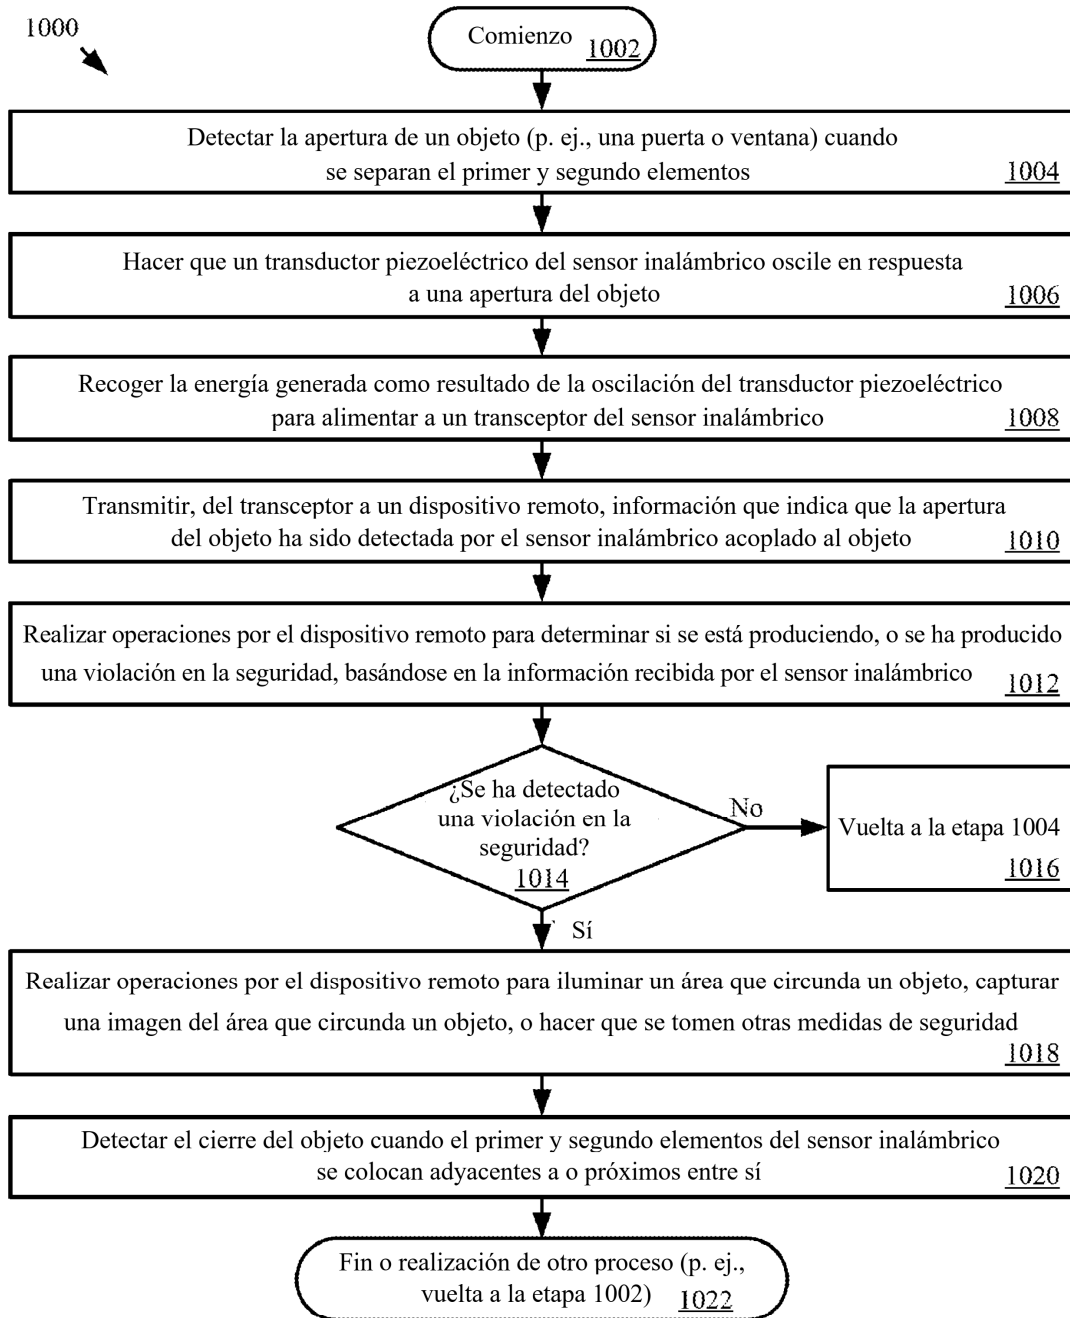 1000
Comienzo
1002
Detectar la apertura de un objeto (p. ej., una puerta o ventana) cuando
se separan el primer y segundo elementos
1004
Hacer que un transductor piezoeléctrico del sensor inalámbrico oscile en respuesta
a una apertura del objeto
1006
Recoger la energía generada como resultado de la oscilación del transductor piezoeléctrico
para alimentar a un transceptor del sensor inalámbrico
1008
Transmitir, del transceptor a un dispositivo remoto, información que indica que la apertura
del objeto ha sido detectada por el sensor inalámbrico acoplado al objeto
1010
Realizar operaciones por el dispositivo remoto para determinar si se está produciendo, o se ha producido
una violación en la seguridad, basándose en la información recibida por el sensor inalámbrico
1012
¿Se ha detectado
una violación en la
seguridad?
1014
No
Vuelta a la etapa 1004
1016
Sí
Realizar operaciones por el dispositivo remoto para iluminar un área que circunda un objeto, capturar
una imagen del área que circunda un objeto, o hacer que se tomen otras medidas de seguridad
1018
Detectar el cierre del objeto cuando el primer y segundo elementos del sensor inalámbrico
se colocan adyacentes a o próximos entre sí
1020
Fin o realización de otro proceso (p. ej.,
vuelta a la etapa 1002)
1022